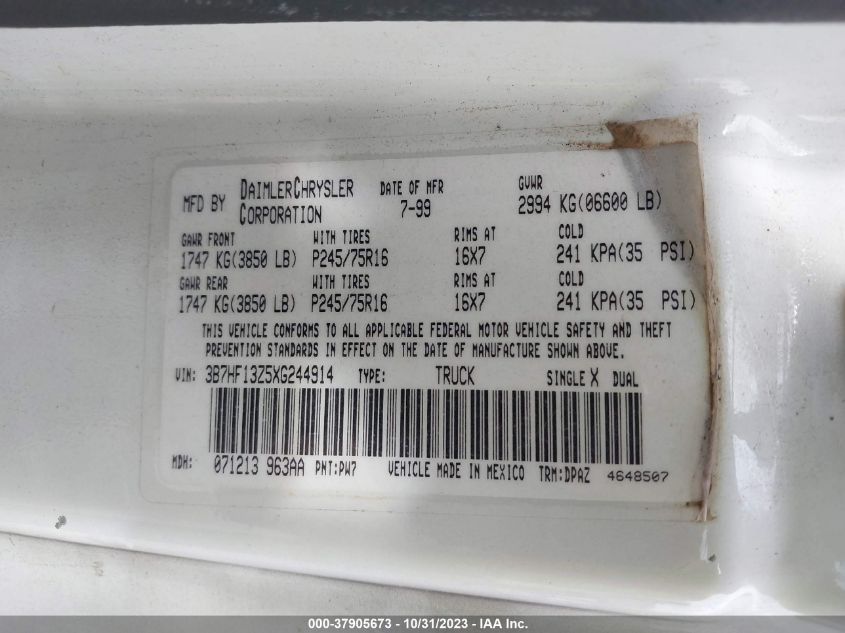 MFD BY DAIMLERCHRYSLER CORPORATION DATE OF MFR 7-99 GVWR 2994 KG(06600 LB)
GAWR FRONT WITH TIRES RIMS AT COLD
1747 KG(3850 LB) P245/75R16 16X7 241 KPA(35 PSI)
GAWR REAR WITH TIRES RIMS AT COLD
1747 KG(3850 LB) P245/75R16 16X7 241 KPA(35 PSI)
THIS VEHICLE CONFORMS TO ALL APPLICABLE FEDERAL MOTOR VEHICLE SAFETY AND THEFT
PREVENTION STANDARDS IN EFFECT ON THE DATE OF MANUFACTURE SHOWN ABOVE.
VIN: 3B7HF13Z5XG244914 TYPE: TRUCK SINGLE X DUAL
MDH: 071213 963AA PNT:PW7 VEHICLE MADE IN MEXICO TRM:DPAZ 4648507
000-37905673 - 10/31/2023 - IAA Inc.